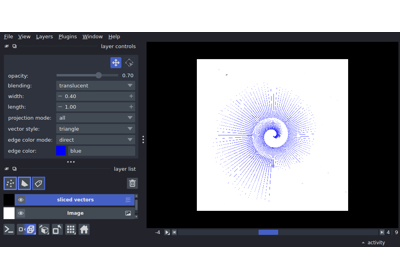 File View Layers Plugins Window Help
layer controls
opacity: 0.70
blending: translucent
width: 0.40
length: 1.00
projection mode: all
vector style: triangle
edge color mode: direct
edge color: blue
layer list
sliced vectors
Image
-4 4 9
activity